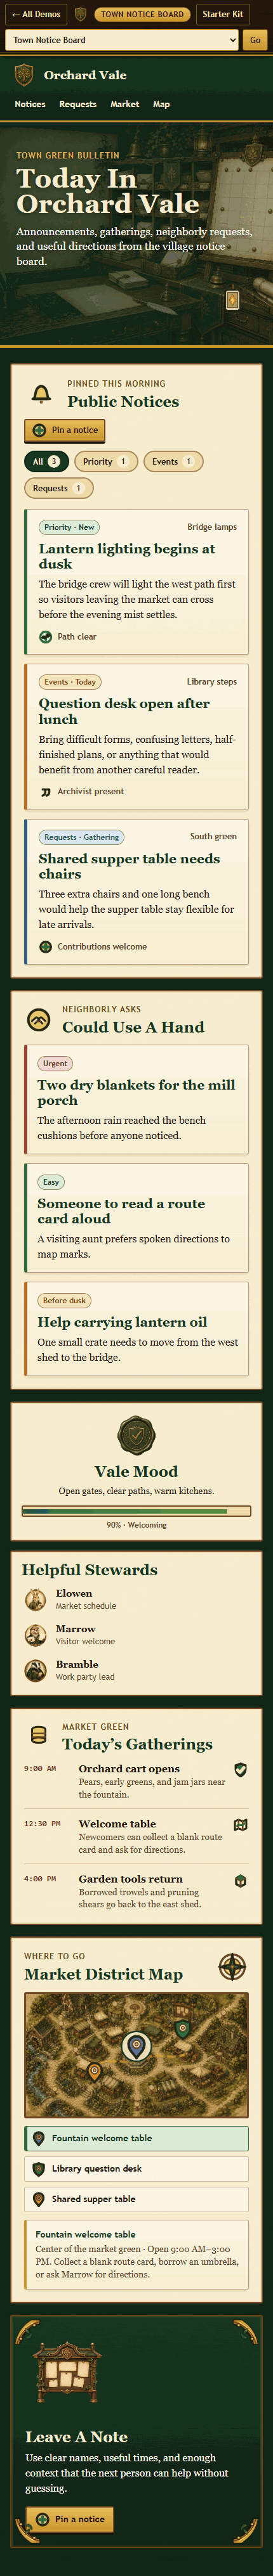 ← All Demos
TOWN NOTICE BOARD
Starter Kit
Town Notice Board
Go
Orchard Vale
Notices Requests Market Map
TOWN GREEN BULLETIN
Today In
Orchard Vale
Announcements, gatherings, neighborly requests,
and useful directions from the village notice
board.
PINNED THIS MORNING
Public Notices
Pin a notice
All 3
Priority 1
Events 1
Requests 1
Priority · New
Bridge lamps
Lantern lighting begins at
dusk
The bridge crew will light the west path first
so visitors leaving the market can cross
before the evening mist settles.
Path clear
Events · Today
Library steps
Question desk open after
lunch
Bring difficult forms, confusing letters, half-
finished plans, or anything that would
benefit from another careful reader.
Archivist present
Requests · Gathering
South green
Shared supper table needs
chairs
Three extra chairs and one long bench
would help the supper table stay flexible for
late arrivals.
Contributions welcome
NEIGHBORLY ASKS
Could Use A Hand
Urgent
Two dry blankets for the mill
porch
The afternoon rain reached the bench
cushions before anyone noticed.
Easy
Someone to read a route
card aloud
A visiting aunt prefers spoken directions to
map marks.
Before dusk
Help carrying lantern oil
One small crate needs to move from the west
shed to the bridge.
Vale Mood
Open gates, clear paths, warm kitchens.
90% · Welcoming
Helpful Stewards
Elowen
Market schedule
Marrow
Visitor welcome
Bramble
Work party lead
MARKET GREEN
Today's Gatherings
9:00 AM
Orchard cart opens
Pears, early greens, and jam jars near
the fountain.
12:30 PM
Welcome table
Newcomers can collect a blank route
card and ask for directions.
4:00 PM
Garden tools return
Borrowed trowels and pruning
shears go back to the east shed.
WHERE TO GO
Market District Map
Fountain welcome table
Library question desk
Shared supper table
Fountain welcome table
Center of the market green · Open 9:00 AM–3:00
PM. Collect a blank route card, borrow an umbrella,
or ask Marrow for directions.
Leave A Note
Use clear names, useful times, and enough
context that the next person can help without
guessing.
Pin a notice